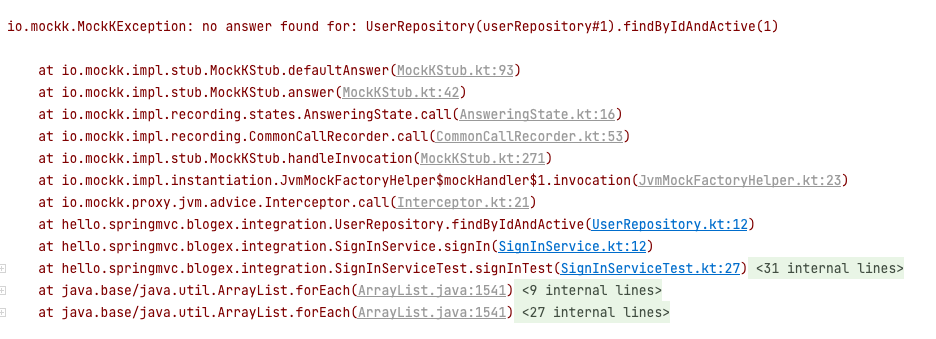 io.mockk.MockKException: no answer found for: UserRepository(userRepository#1).findByIdAndActive(1)
at io.mockk.impl.stub.MockKStub.defaultAnswer(MockKStub.kt:93)
at io.mockk.impl.stub.MockKStub.answer(MockKStub.kt:42)
at io.mockk.impl.recording.states.AnsweringState.call(AnsweringState.kt:16)
at io.mockk.impl.recording.CommonCallRecorder.call(CommonCallRecorder.kt:53)
at io.mockk.impl.stub.MockKStub.handleInvocation(MockKStub.kt:271)
at io.mockk.impl.instantiation.JvmMockFactoryHelper$mockHandler$1.invocation(JvmMockFactoryHelper.kt:23)
at io.mockk.proxy.jvm.advice.Interceptor.call(Interceptor.kt:21)
at hello.springmvc.blogex.integration.UserRepository.findByIdAndActive(UserRepository.kt:12)
at hello.springmvc.blogex.integration.SignInService.signIn(SignInService.kt:12)
at hello.springmvc.blogex.integration.SignInServiceTest.signInTest(SignInServiceTest.kt:27) <31 internal lines>
at java.base/java.util.ArrayList.forEach(ArrayList.java:1541) <9 internal lines>
at java.base/java.util.ArrayList.forEach(ArrayList.java:1541) <27 internal lines>